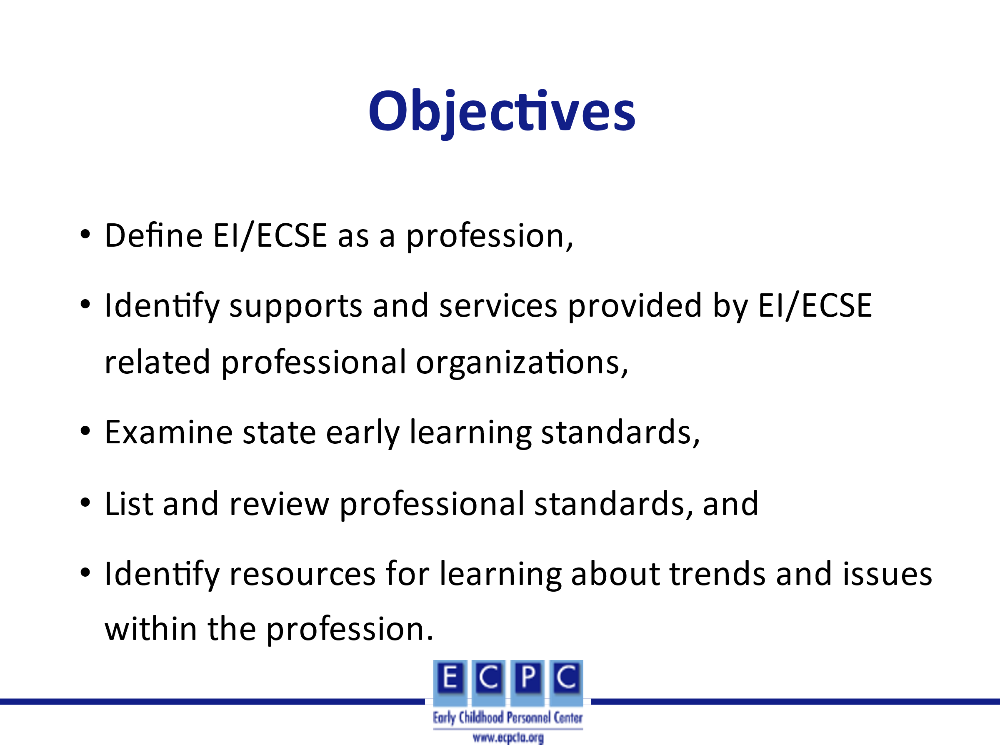 Objectives
• Define EI/ECSE as a profession,
• Identify supports and services provided by EI/ECSE
related professional organizations,
• Examine state early learning standards,
• List and review professional standards, and
• Identify resources for learning about trends and issues
within the profession.
E C P C
Early Childhood Personnel Center
www.ecpcta.org